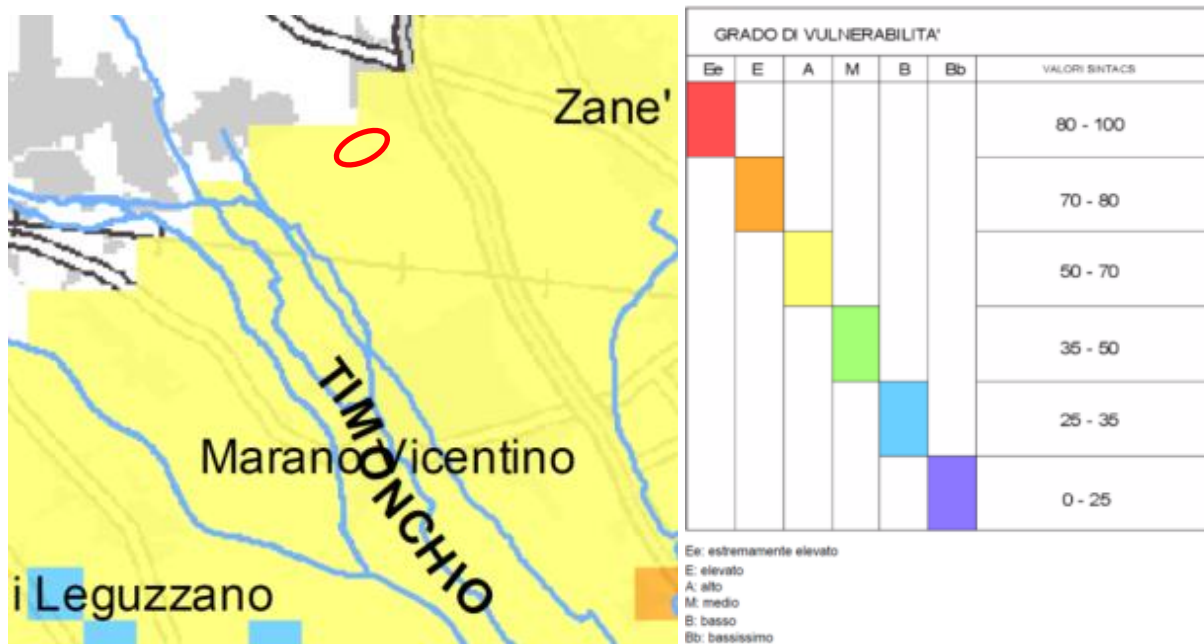 Zane'
TIMONCHIO
Marano Vicentino
i Leguzzano
GRADO DI VULNERABILITA'
Ee E A M B Bb VALORI SINTACS
80 - 100
70 - 80
50 - 70
35 - 50
25 - 35
0 - 25
Ee: estremamente elevato
E: elevato
A: alto
M: medio
B: basso
Bb: bassissimo